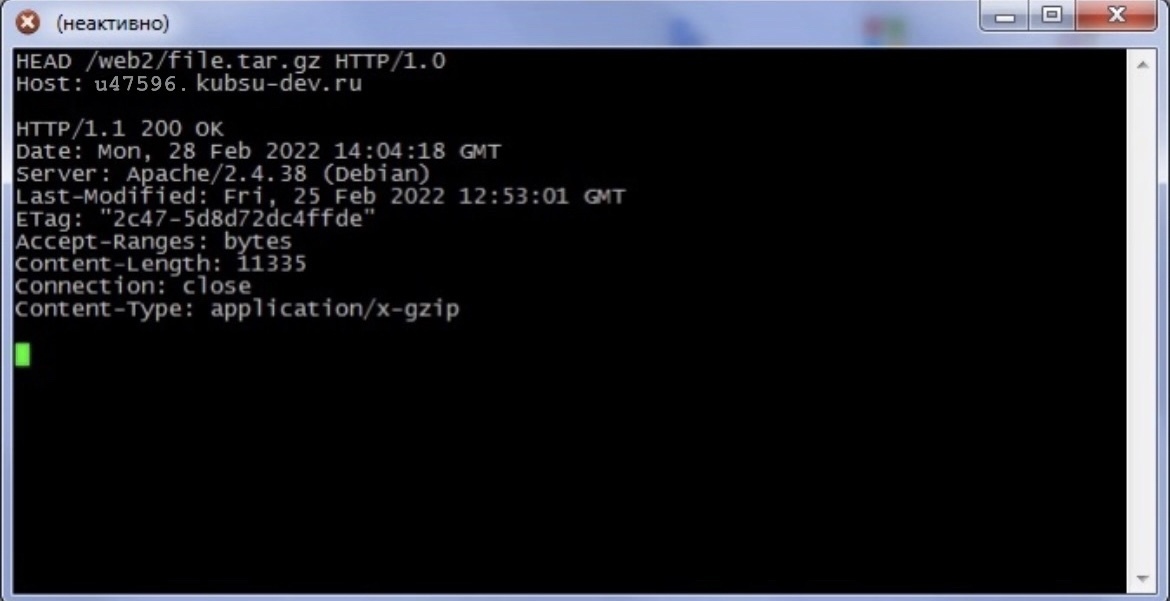 (неактивно)
HEAD /web2/file.tar.gz HTTP/1.0
Host: u47596.kubsu-dev.ru
HTTP/1.1 200 OK
Date: Mon, 28 Feb 2022 14:04:18 GMT
Server: Apache/2.4.38 (Debian)
Last-Modified: Fri, 25 Feb 2022 12:53:01 GMT
ETag: "2c47-5d8d72dc4ffde"
Accept-Ranges: bytes
Content-Length: 11335
Connection: close
Content-Type: application/x-gzip